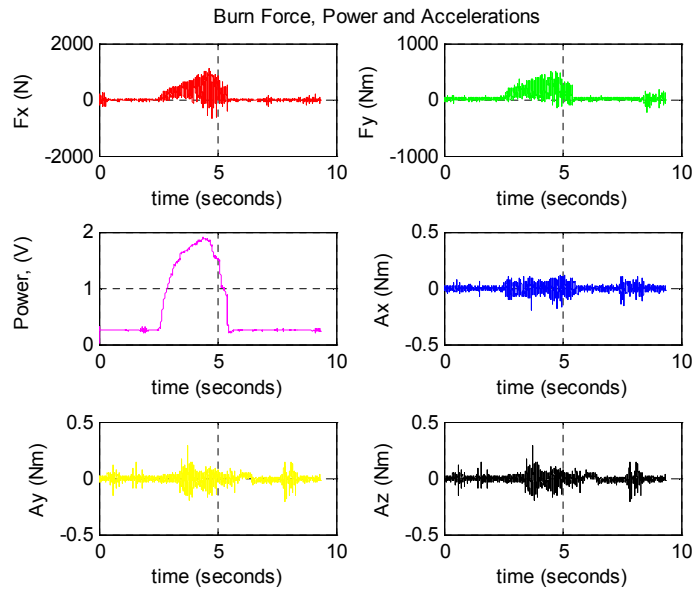 Burn Force, Power and Accelerations
2000
0
-2000
Fx (N)
0 5 10
time (seconds)
1000
0
-1000
Fy (Nm)
0 5 10
time (seconds)
2
1
0
Power, (V)
0 5 10
time (seconds)
0.5
0
-0.5
Ax (Nm)
0 5 10
time (seconds)
0.5
0
-0.5
Ay (Nm)
0 5 10
time (seconds)
0.5
0
-0.5
Az (Nm)
0 5 10
time (seconds)